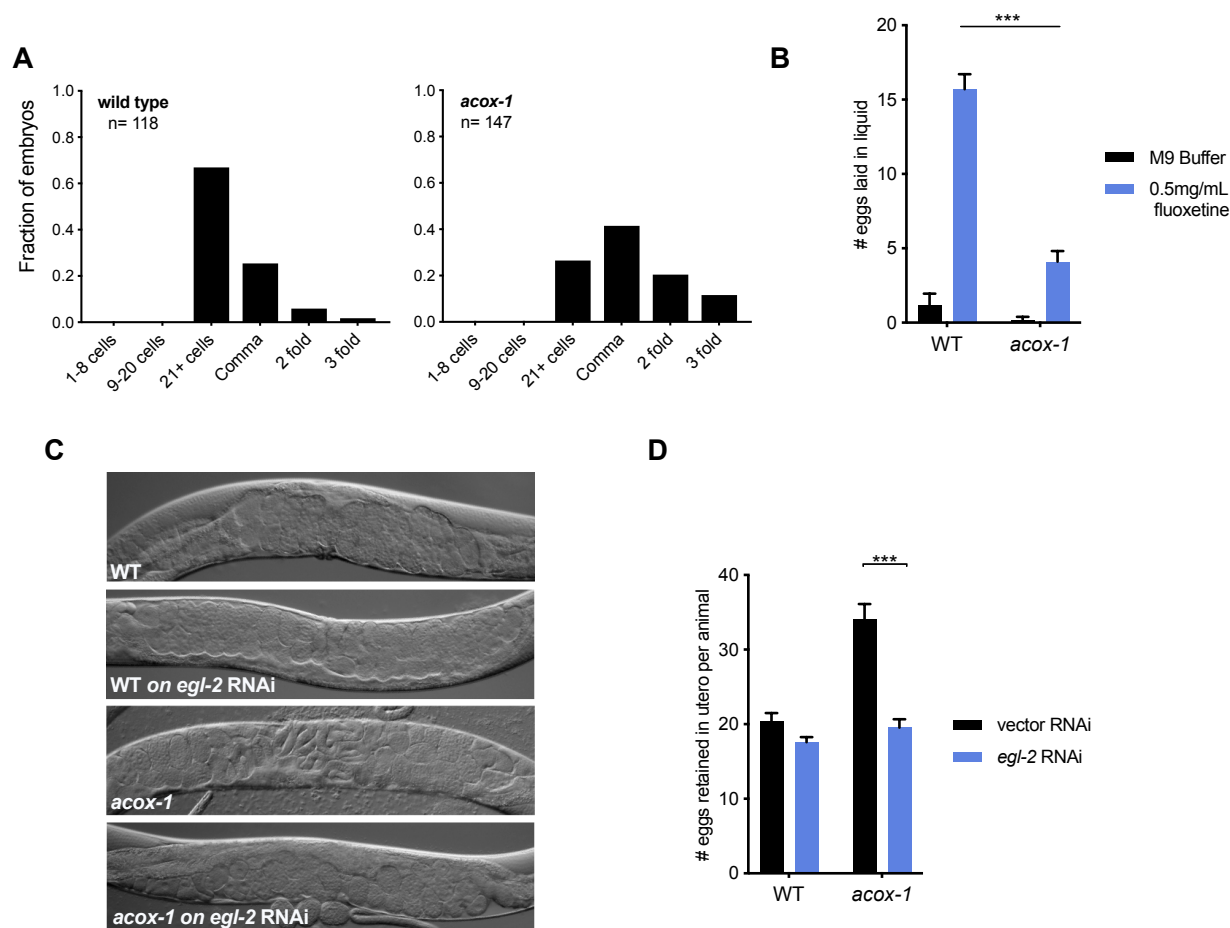 A
Fraction of embryos
1.0
0.8
0.6
0.4
0.2
0.0
wild type
n= 118
1-8 cells
9-20 cells
21+ cells
Comma
2 fold
3 fold
1.0
0.8
0.6
0.4
0.2
0.0
acox-1
n= 147
1-8 cells
9-20 cells
21+ cells
Comma
2 fold
3 fold
B
# eggs laid in liquid
20
15
10
5
0
***
WT
acox-1
M9 Buffer
0.5mg/mL
fluoxetine
C
WT
WT on egl-2 RNAi
acox-1
acox-1 on egl-2 RNAi
D
# eggs retained in utero per animal
40
30
20
10
0
***
WT
acox-1
vector RNAi
egl-2 RNAi